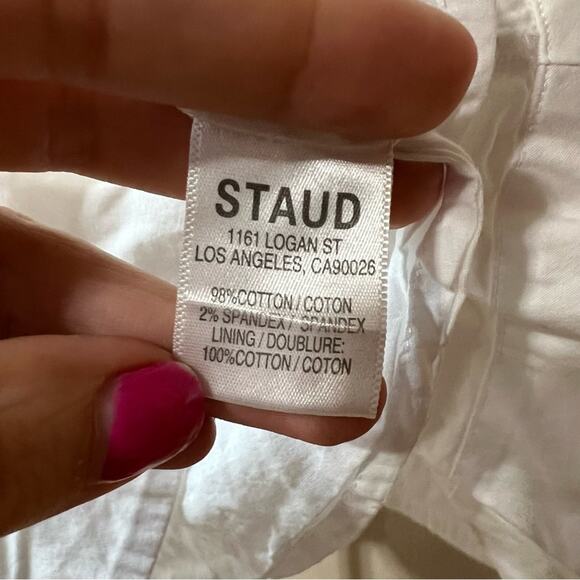 STAUD
1161 LOGAN ST
LOS ANGELES, CA90026
98%COTTON / COTON
2% SPANDEX / SPANDEX
LINING / DOUBLURE:
100%COTTON / COTON